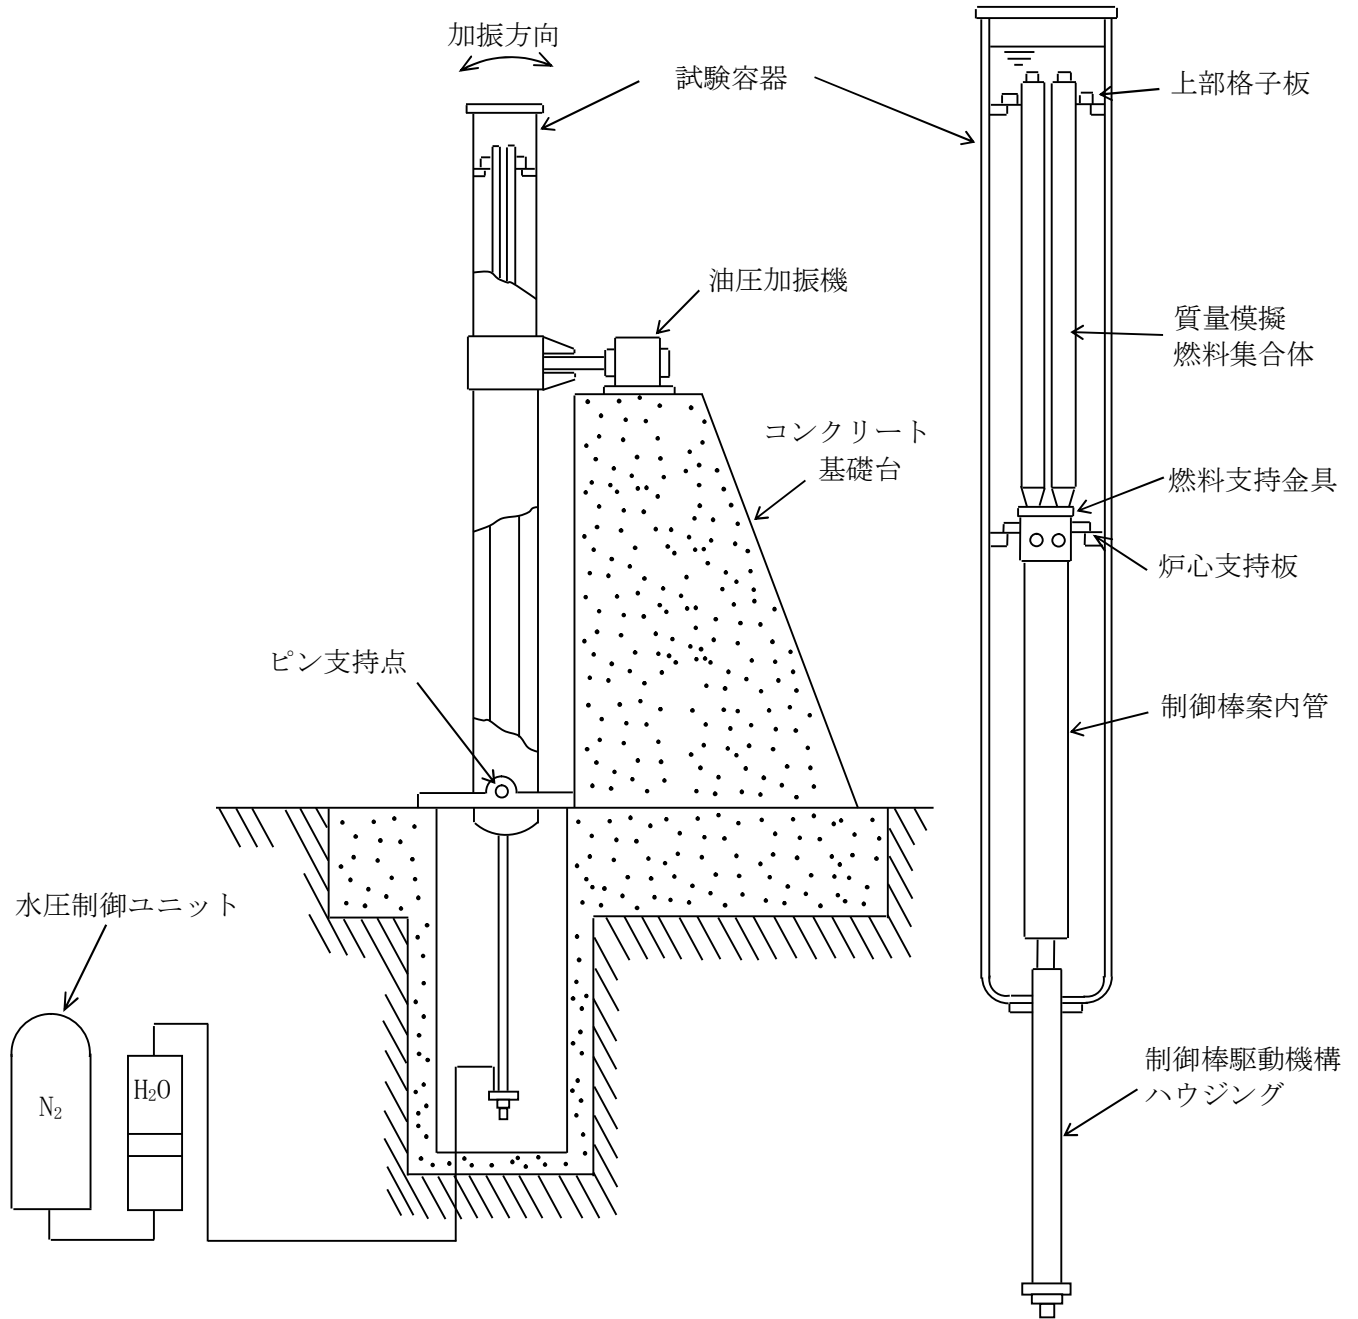 加振方向
試験容器
上部格子板
油圧加振機
質量模擬
燃料集合体
コンクリート
基礎台
燃料支持金具
炉心支持板
ピン支持点
制御棒案内管
水圧制御ユニット
N₂
H₂O
制御棒駆動機構
ハウジング